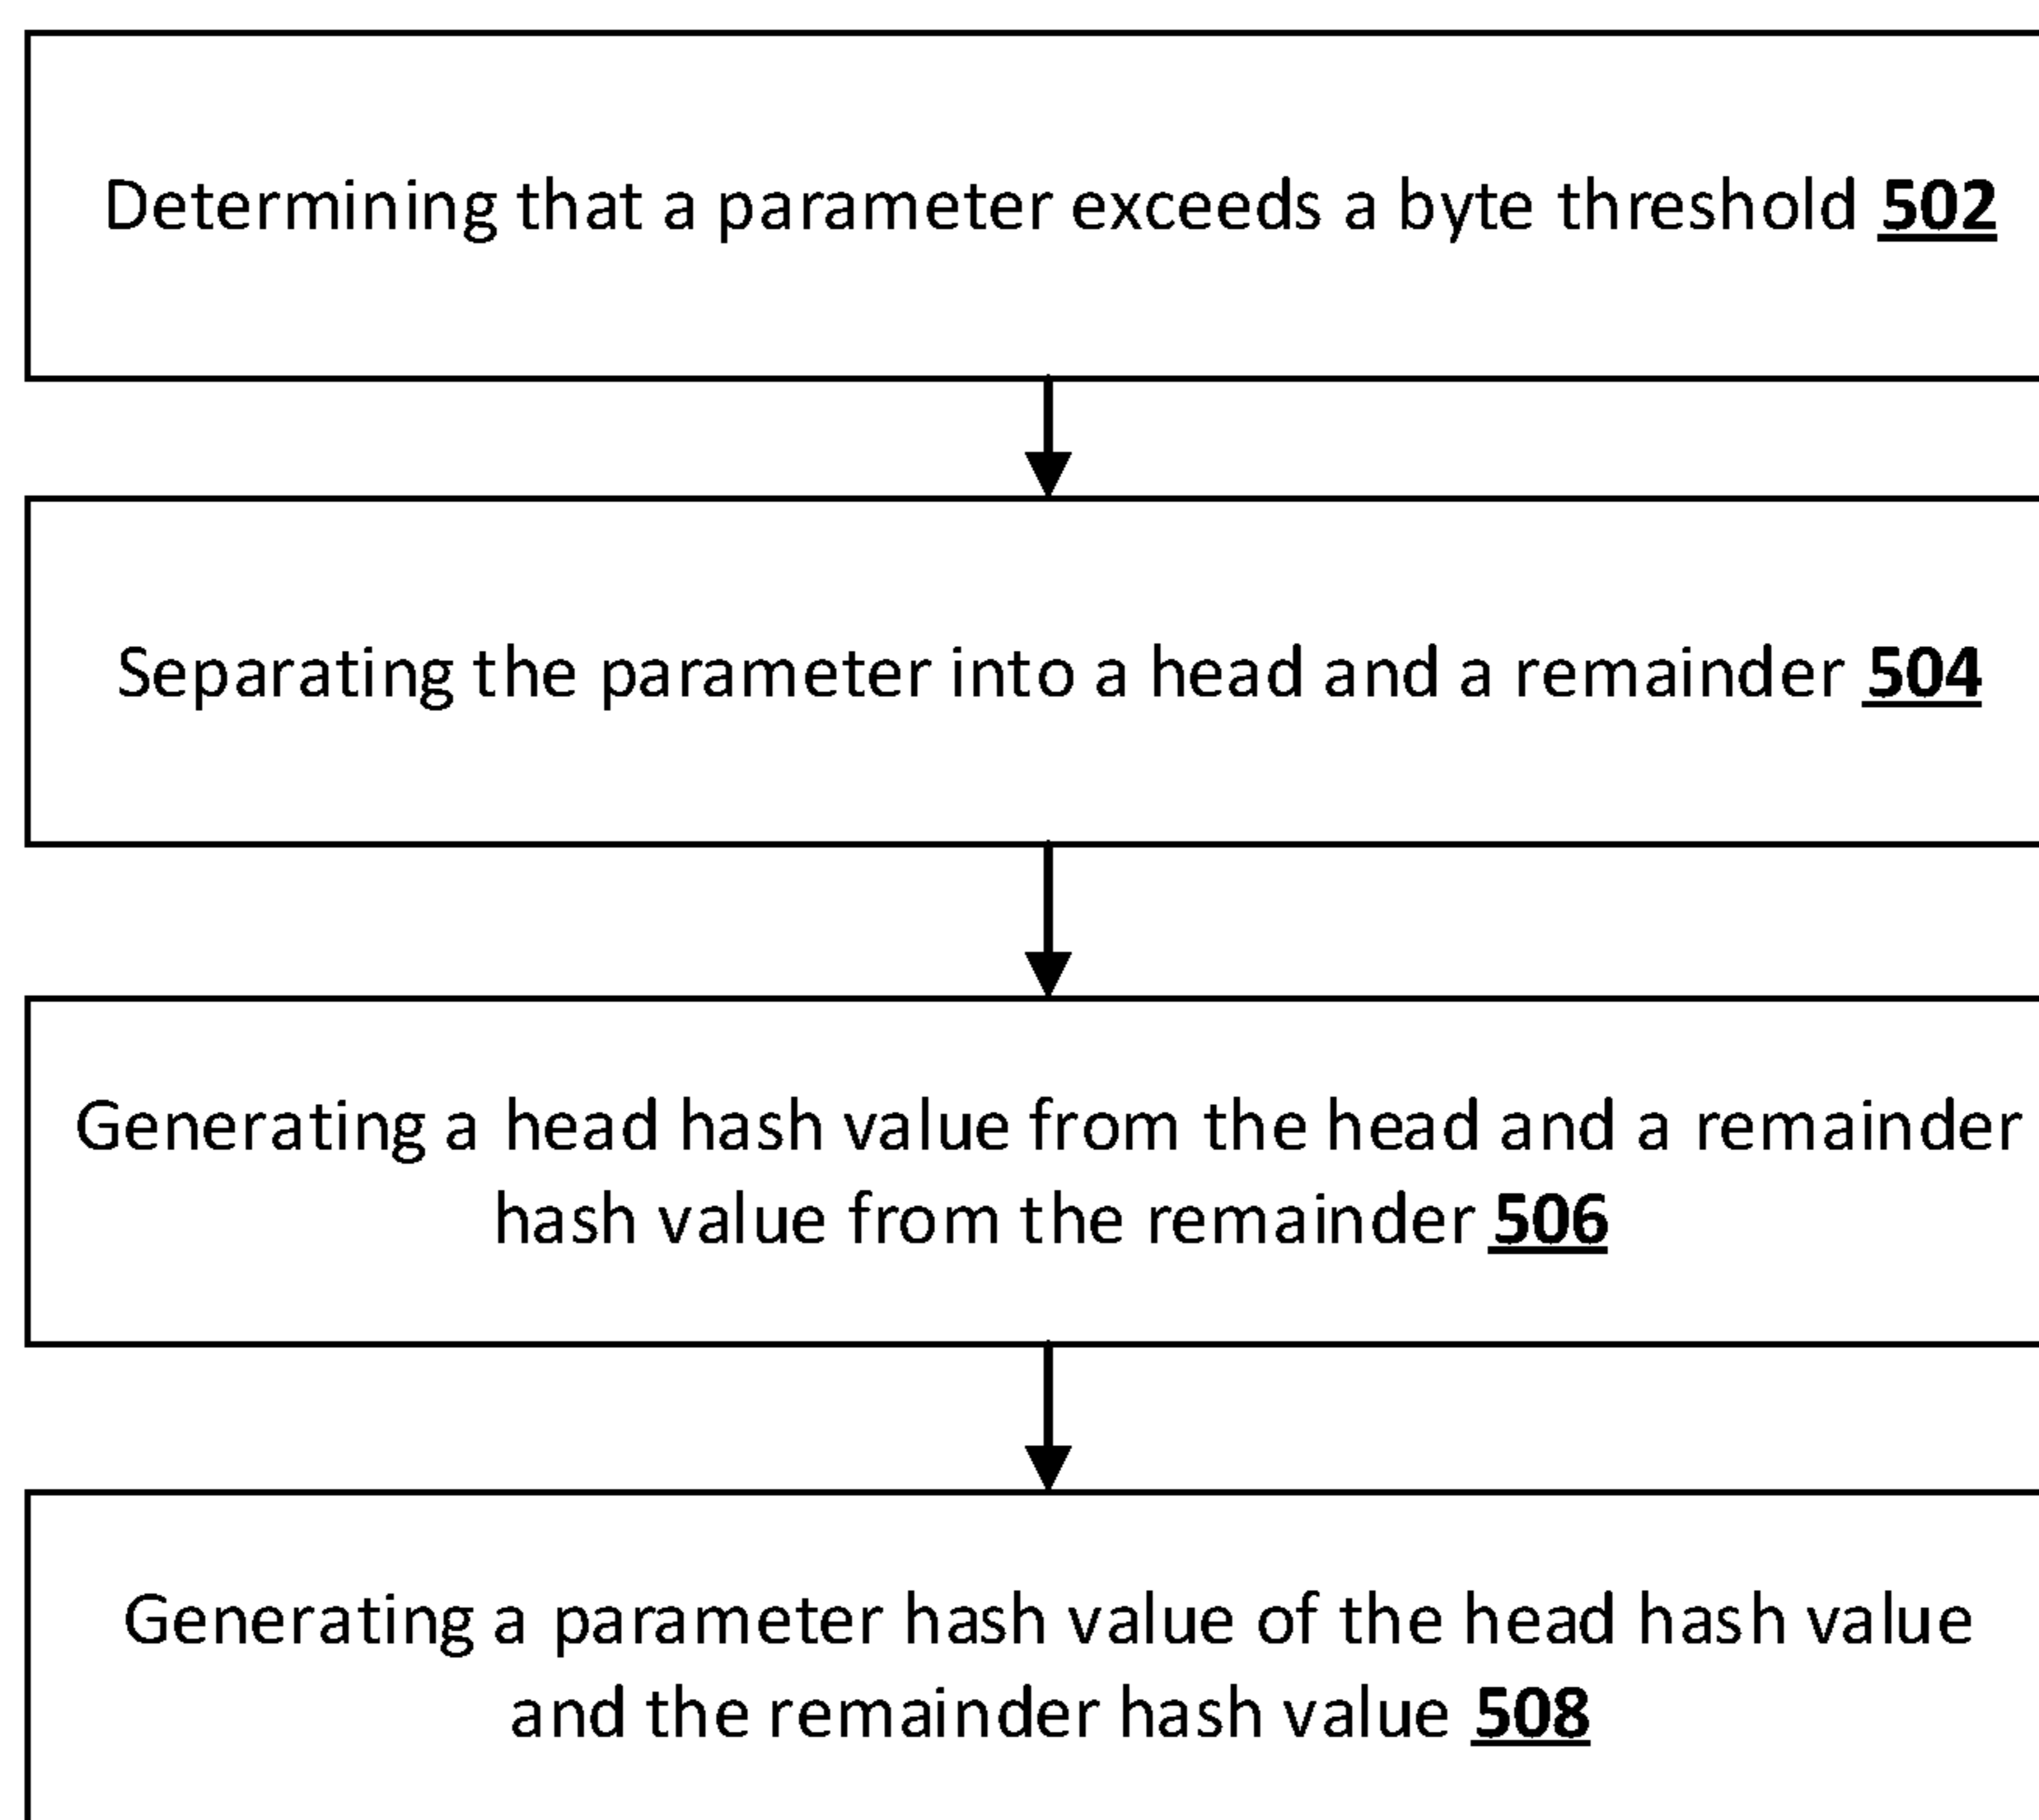 Determining that a parameter exceeds a byte threshold 502
Separating the parameter into a head and a remainder 504
Generating a head hash value from the head and a remainder
hash value from the remainder 506
Generating a parameter hash value of the head hash value
and the remainder hash value 508